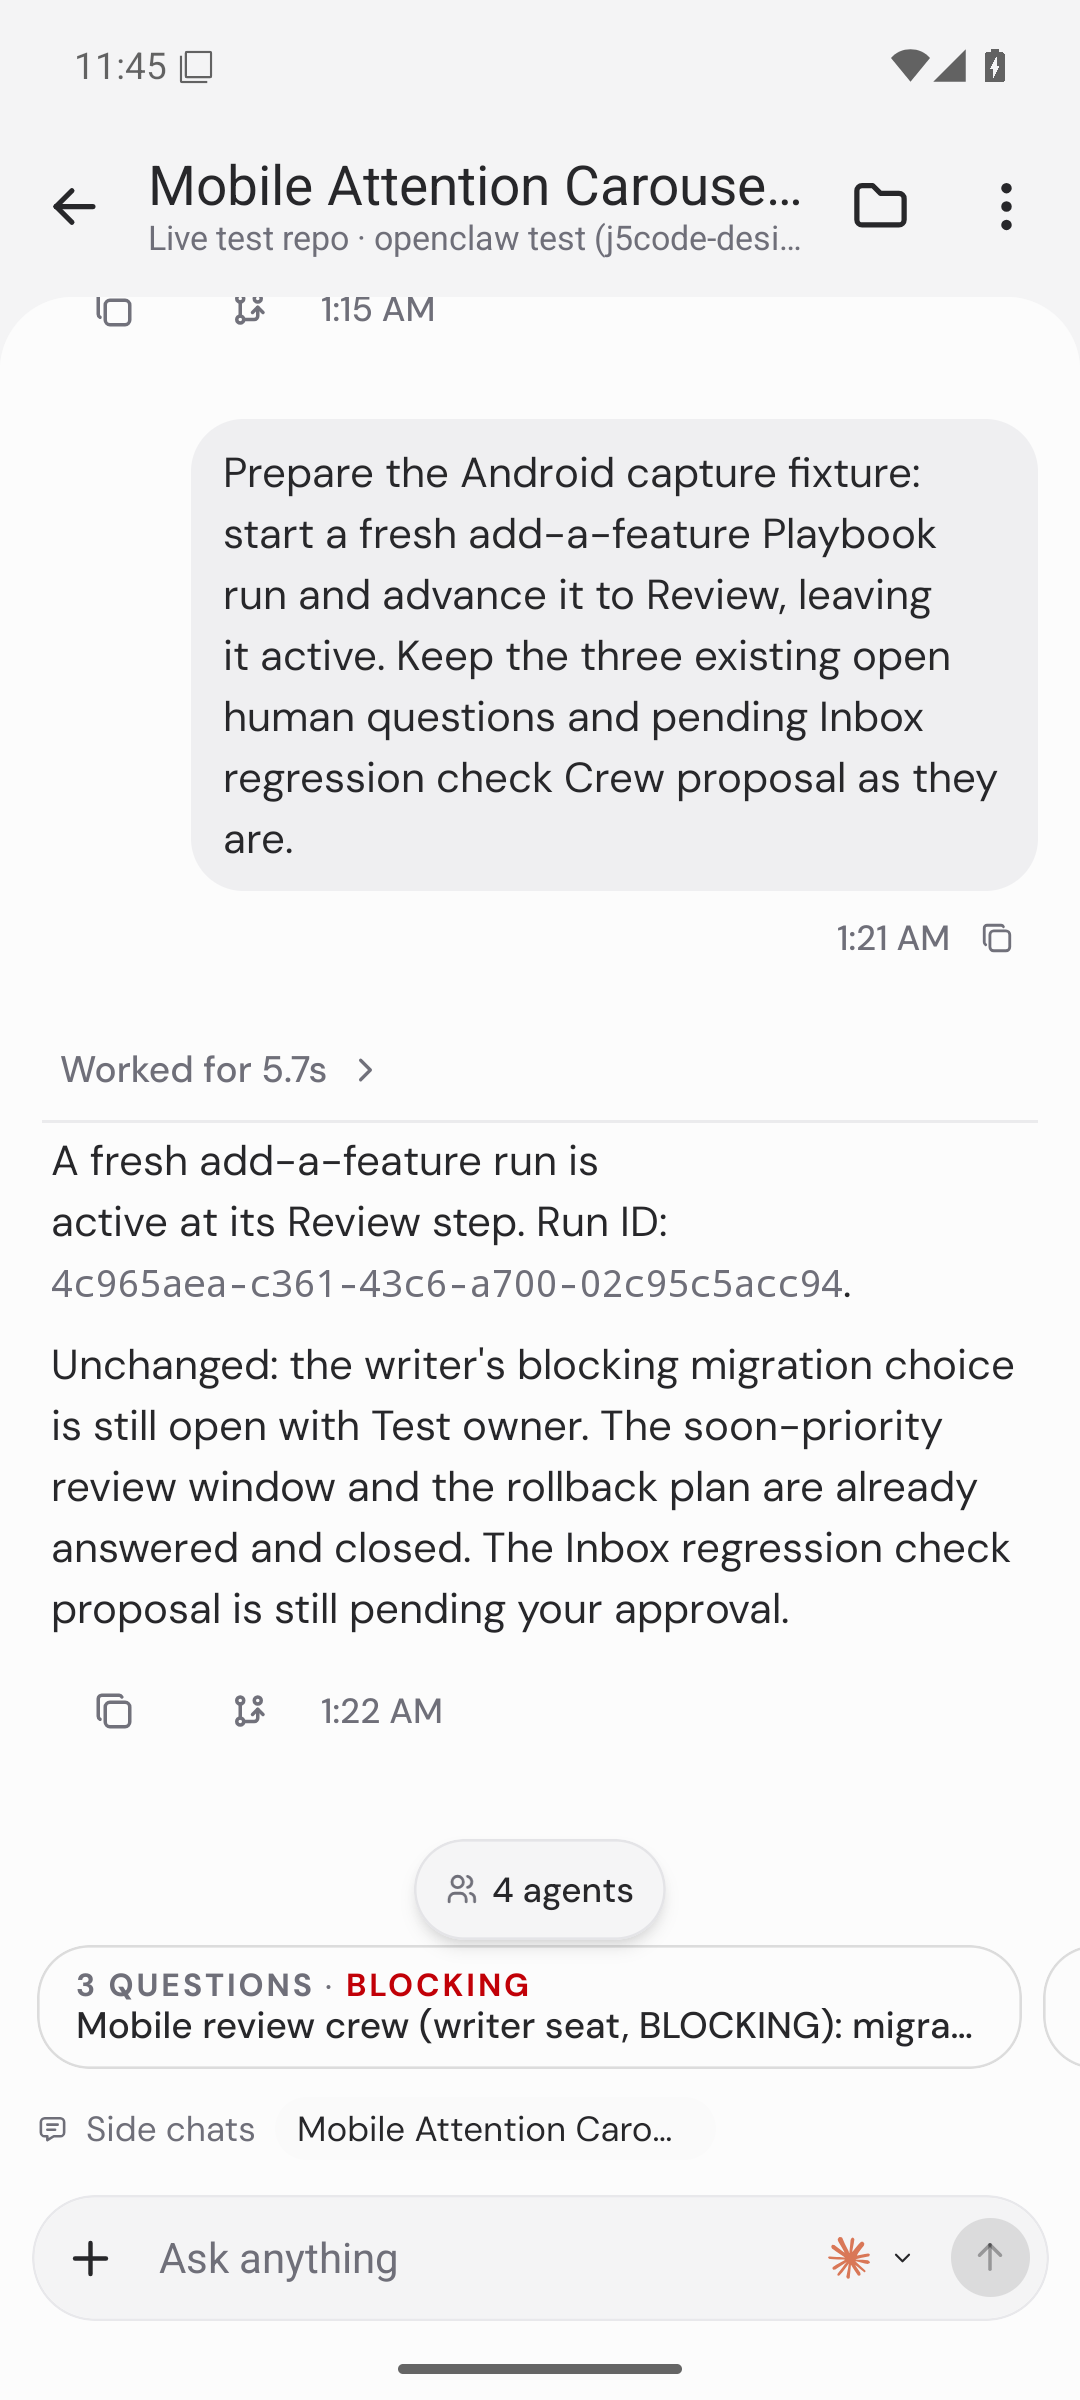 11:45
Mobile Attention Carouse...
Live test repo · openclaw test (j5code-desi...
1:15 AM
Prepare the Android capture fixture:
start a fresh add-a-feature Playbook
run and advance it to Review, leaving
it active. Keep the three existing open
human questions and pending Inbox
regression check Crew proposal as they
are.
1:21 AM
Worked for 5.7s
A fresh add-a-feature run is
active at its Review step. Run ID:
4c965aea-c361-43c6-a700-02c95c5acc94.
Unchanged: the writer's blocking migration choice
is still open with Test owner. The soon-priority
review window and the rollback plan are already
answered and closed. The Inbox regression check
proposal is still pending your approval.
1:22 AM
4 agents
3 QUESTIONS · BLOCKING
Mobile review crew (writer seat, BLOCKING): migra...
Side chats Mobile Attention Caro...
Ask anything